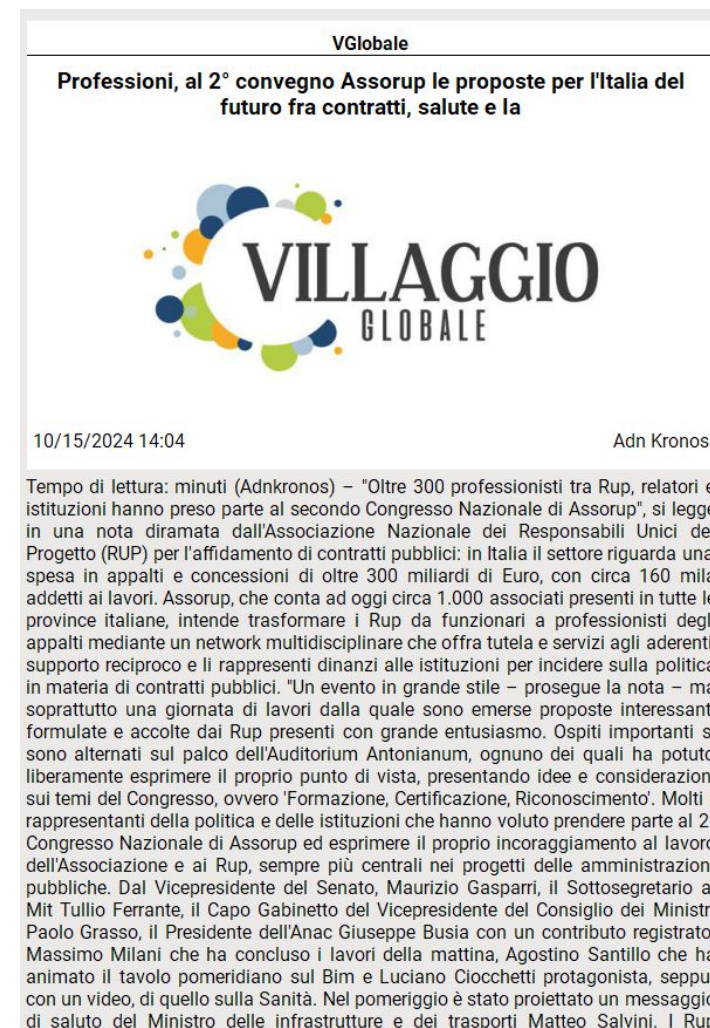 VGlobale
Professioni, al 2° convegno Assorup le proposte per l'Italia del
futuro fra contratti, salute e la
VILLAGGIO
GLOBALE
10/15/2024 14:04 Adn Kronos
Tempo di lettura: minuti (Adnkronos) – "Oltre 300 professionisti tra Rup, relatori e
istituzioni hanno preso parte al secondo Congresso Nazionale di Assorup", si legge
in una nota diramata dall'Associazione Nazionale dei Responsabili Unici de
Progetto (RUP) per l'affidamento di contratti pubblici: in Italia il settore riguarda una
spesa in appalti e concessioni di oltre 300 miliardi di Euro, con circa 160 mila
addetti ai lavori. Assorup, che conta ad oggi circa 1.000 associati presenti in tutte le
province italiane, intende trasformare i Rup da funzionari a professionisti degl
appalti mediante un network multidisciplinare che offra tutela e servizi agli aderenti
supporto reciproco e li rappresenti dinanzi alle istituzioni per incidere sulla politica
in materia di contratti pubblici. "Un evento in grande stile – prosegue la nota – ma
soprattutto una giornata di lavori dalla quale sono emerse proposte interessant
formulate e accolte dai Rup presenti con grande entusiasmo. Ospiti importanti s
sono alternati sul palco dell'Auditorium Antonianum, ognuno dei quali ha potuto
liberamente esprimere il proprio punto di vista, presentando idee e considerazion
sui temi del Congresso, ovvero 'Formazione, Certificazione, Riconoscimento'. Molti i
rappresentanti della politica e delle istituzioni che hanno voluto prendere parte al 2
Congresso Nazionale di Assorup ed esprimere il proprio incoraggiamento al lavoro
dell'Associazione e ai Rup, sempre più centrali nei progetti delle amministrazion
pubbliche. Dal Vicepresidente del Senato, Maurizio Gasparri, il Sottosegretario a
Mit Tullio Ferrante, il Capo Gabinetto del Vicepresidente del Consiglio dei Ministr
Paolo Grasso, il Presidente dell'Anac Giuseppe Busia con un contributo registrato
Massimo Milani che ha concluso i lavori della mattina, Agostino Santillo che ha
animato il tavolo pomeridiano sul Bim e Luciano Ciocchetti protagonista, seppu
con un video, di quello sulla Sanità. Nel pomeriggio è stato proiettato un messaggio
di saluto del Ministro delle infrastrutture e dei trasporti Matteo Salvini. I Rup